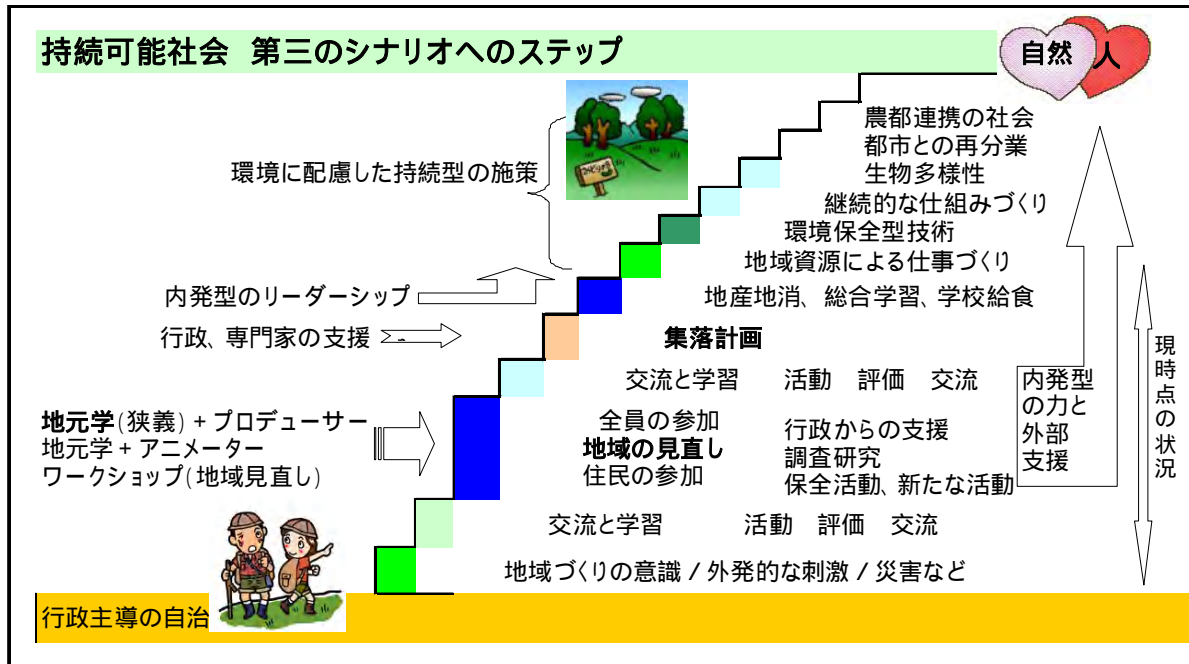 持続可能社会 第三のシナリオへのステップ
自然 人
農都連携の社会
都市との再分業
生物多様性
環境に配慮した持続型の施策
継続的な仕組みづくり
環境保全型技術
地域資源による仕事づくり
内発型のリーダーシップ
地産地消、総合学習、学校給食
行政、専門家の支援
集落計画
交流と学習 活動 評価 交流
内発型
の力と
外部
支援
現時点の状況
地元学(狭義)+プロデューサー
地元学+アニメーター
ワークショップ(地域見直し)
全員の参加
地域の見直し
住民の参加
行政からの支援
調査研究
保全活動、新たな活動
交流と学習 活動 評価 交流
地域づくりの意識/外発的な刺激/災害など
行政主導の自治